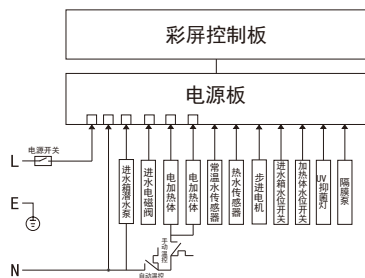 彩屏控制板
电源板
电源开关
L
E
N
进水箱潜水泵
进水电磁阀
电加热体
电加热体
常温水传感器
热水传感器
步进电机
进水箱水位开关
加热体水位开关
UV抑菌灯
隔膜泵
手动温控
自动温控